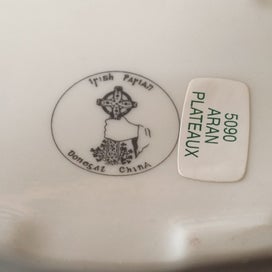 Irish Parian
Donegal China
5090
ARAN
PLATEAUX